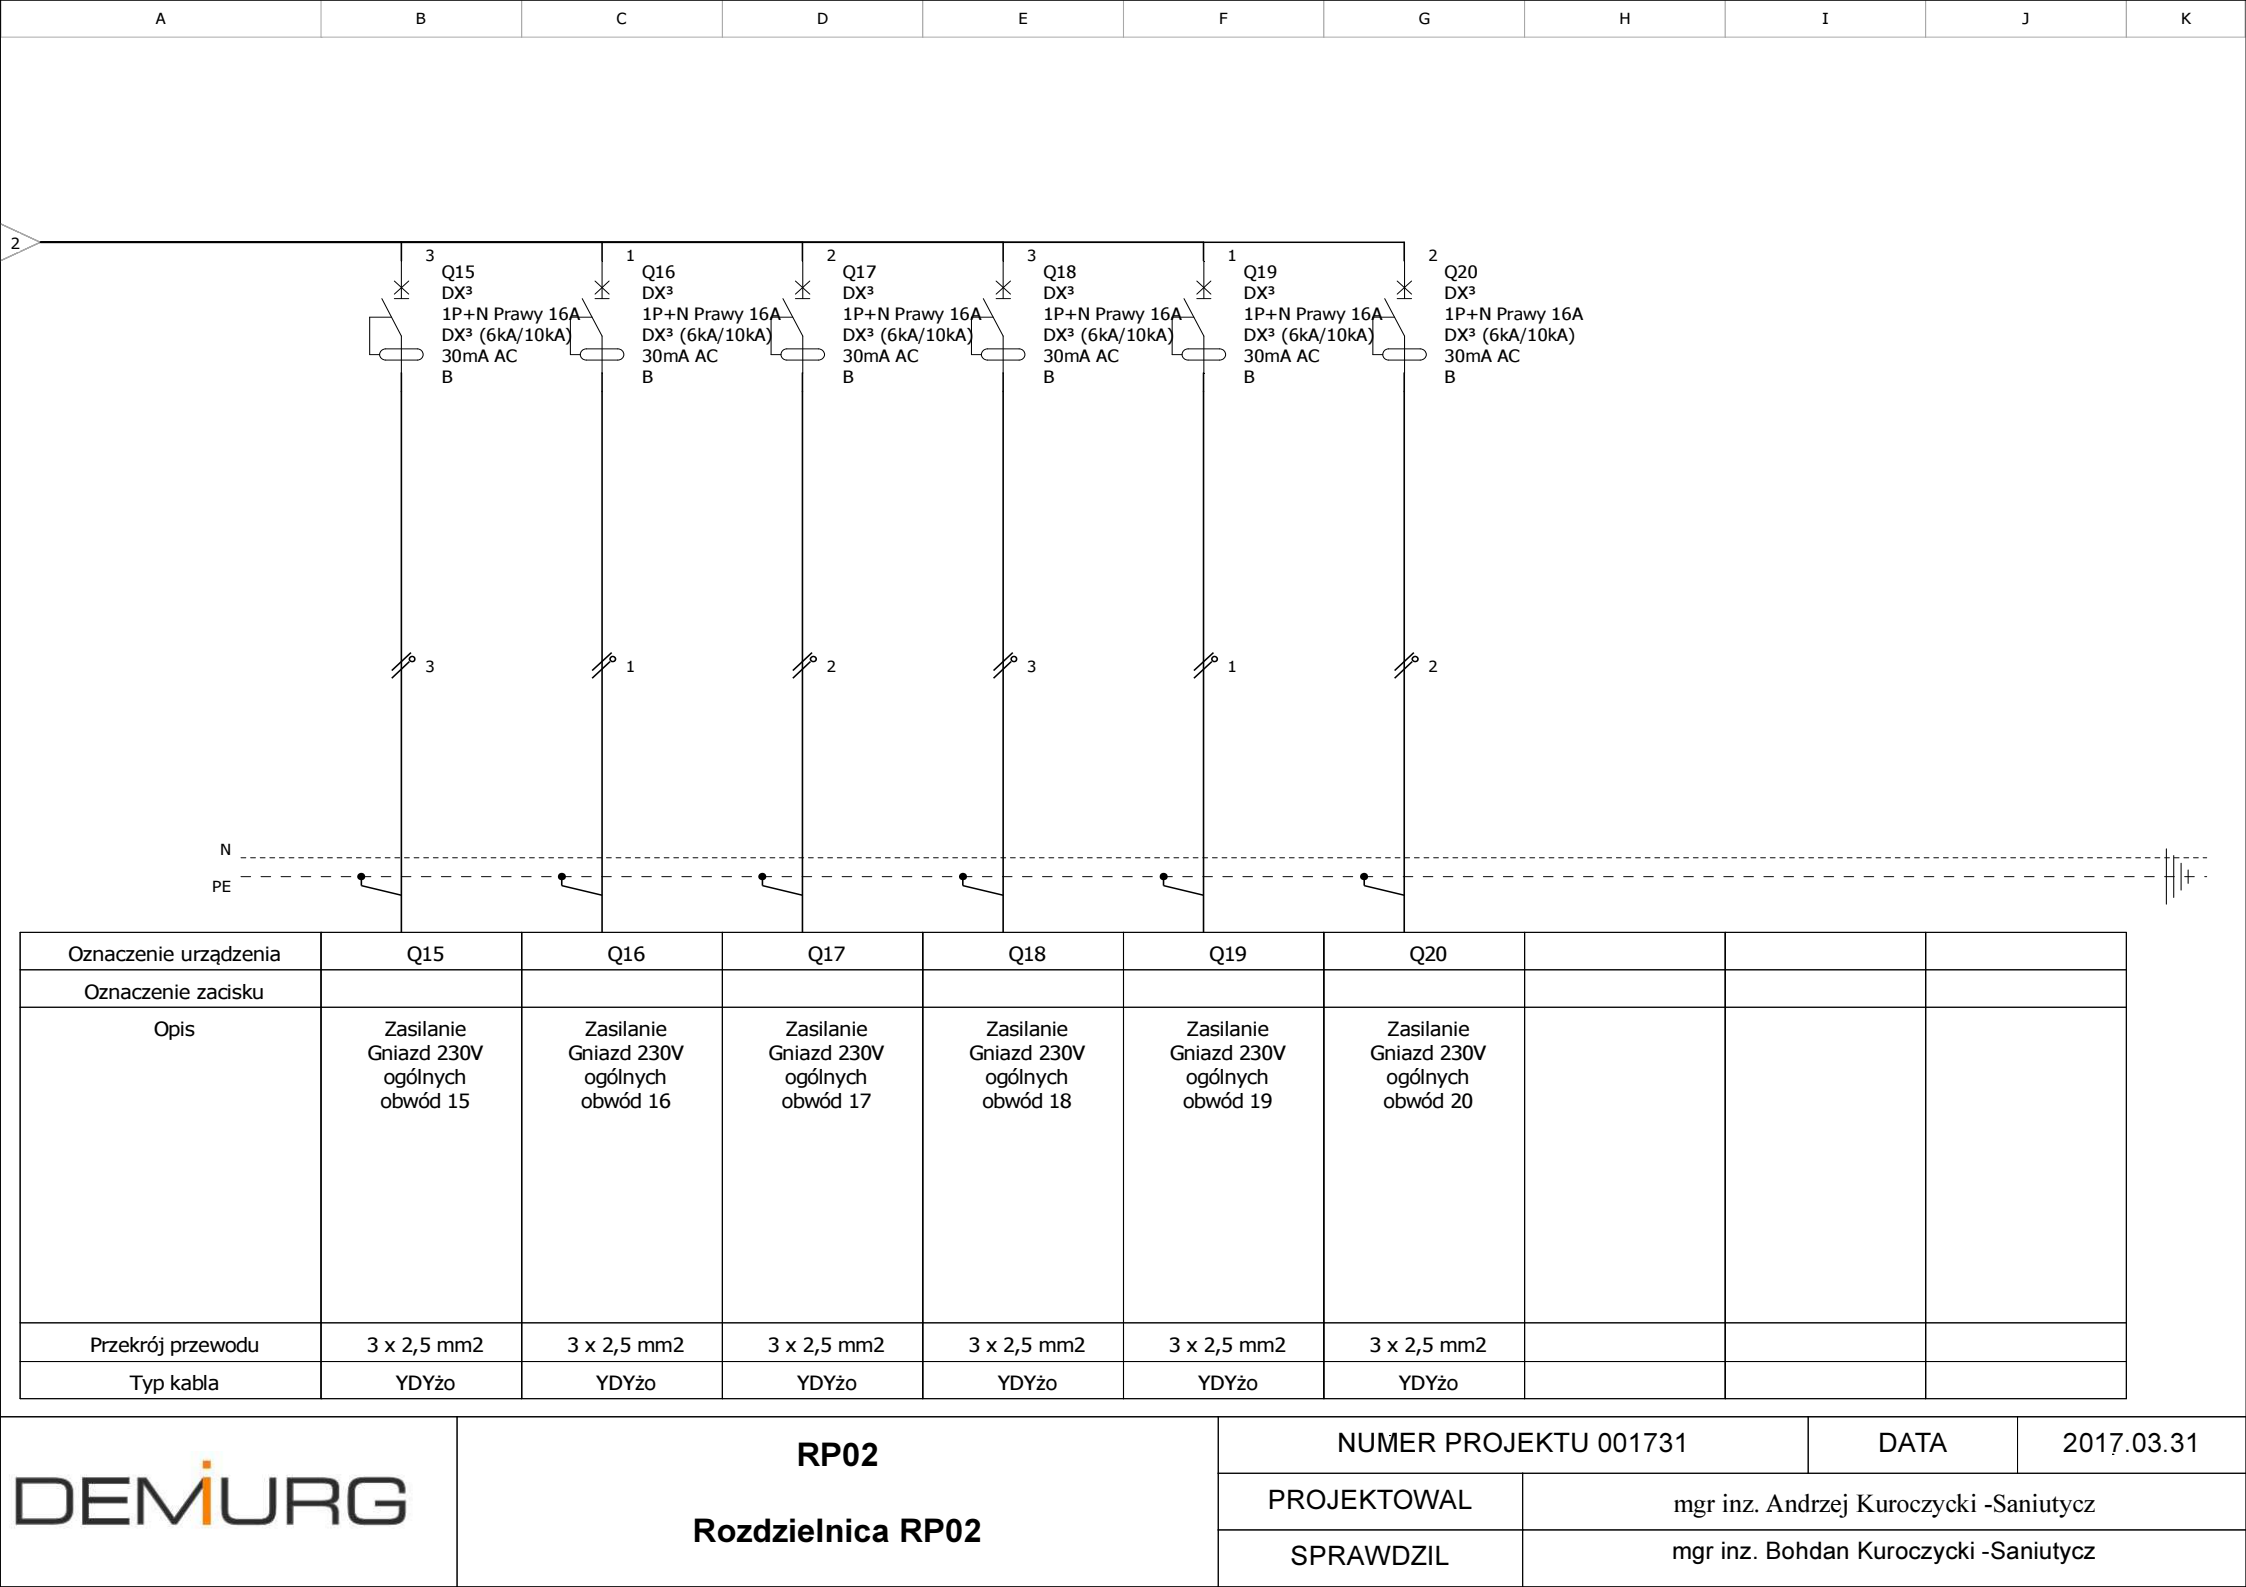 A B C D E F G H I J K
2
3 1 2 3 1 2
Q15 Q16 Q17 Q18 Q19 Q20
DX³ DX³ DX³ DX³ DX³ DX³
1P+N Prawy 16A 1P+N Prawy 16A 1P+N Prawy 16A 1P+N Prawy 16A 1P+N Prawy 16A 1P+N Prawy 16A
DX³ (6kA/10kA) DX³ (6kA/10kA) DX³ (6kA/10kA) DX³ (6kA/10kA) DX³ (6kA/10kA) DX³ (6kA/10kA)
30mA AC 30mA AC 30mA AC 30mA AC 30mA AC 30mA AC
B B B B B B
3 1 2 3 1 2
N
PE
Oznaczenie urządzenia Q15 Q16 Q17 Q18 Q19 Q20
Oznaczenie zacisku
Opis Zasilanie Zasilanie Zasilanie Zasilanie Zasilanie Zasilanie
Gniazd 230V Gniazd 230V Gniazd 230V Gniazd 230V Gniazd 230V Gniazd 230V
ogólnych ogólnych ogólnych ogólnych ogólnych ogólnych
obwód 15 obwód 16 obwód 17 obwód 18 obwód 19 obwód 20
Przekrój przewodu 3 x 2,5 mm2 3 x 2,5 mm2 3 x 2,5 mm2 3 x 2,5 mm2 3 x 2,5 mm2 3 x 2,5 mm2
Typ kabla YDYżo YDYżo YDYżo YDYżo YDYżo YDYżo
DEMiURG
RP02
Rozdzielnica RP02
NUMER PROJEKTU 001731 DATA 2017.03.31
PROJEKTOWAL mgr inz. Andrzej Kuroczycki -Saniutycz
SPRAWDZIL mgr inz. Bohdan Kuroczycki -Saniutycz